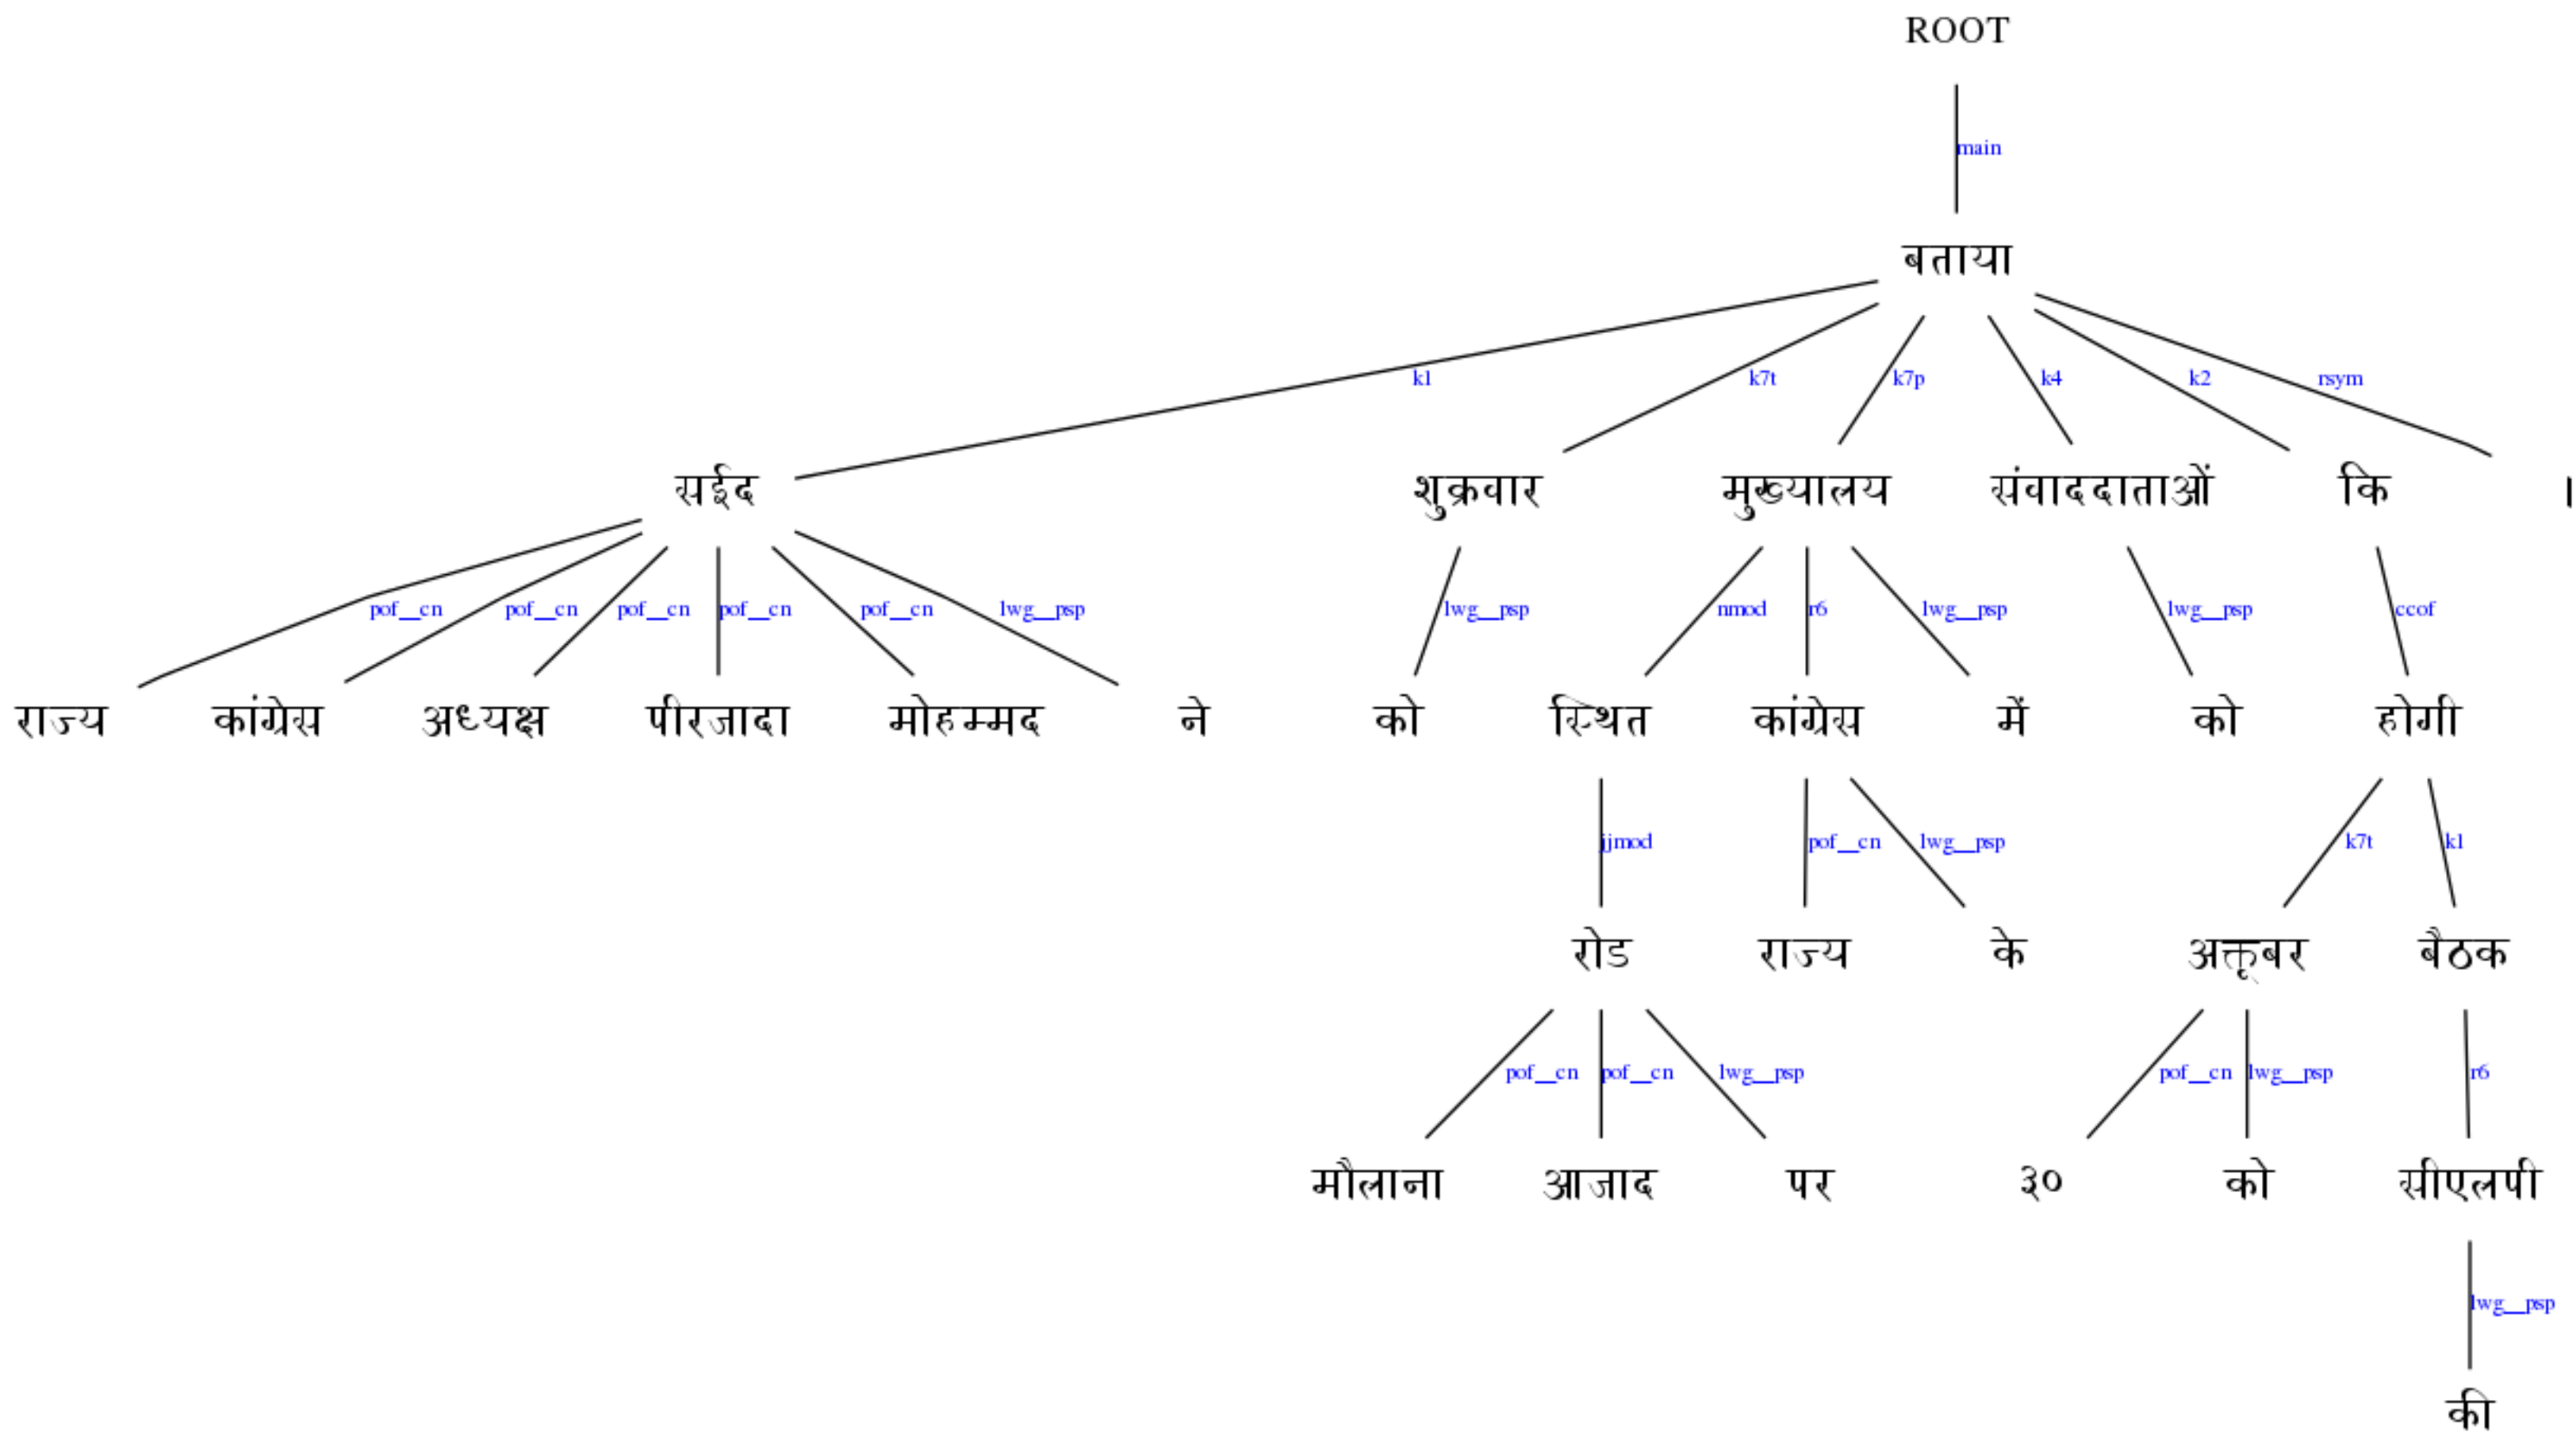 ROOT
main
बताया
k1 k7t k7p k4 k2 rsym
सईद शुक्रवार मुख्यालय संवाददाताओं कि ।
pof__cn pof__cn pof__cn pof__cn pof__cn lwg__psp lwg__psp nmod r6 lwg__psp lwg__psp ccof
राज्य कांग्रेस अध्यक्ष पीरजादा मोहम्मद ने को स्थित कांग्रेस में को होगी
jjmod pof__cn lwg__psp k7t k1
रोड राज्य के अक्तूबर बैठक
pof__cn pof__cn lwg__psp pof__cn lwg__psp r6
मौलाना आजाद पर ३० को सीएलपी
lwg__psp
की